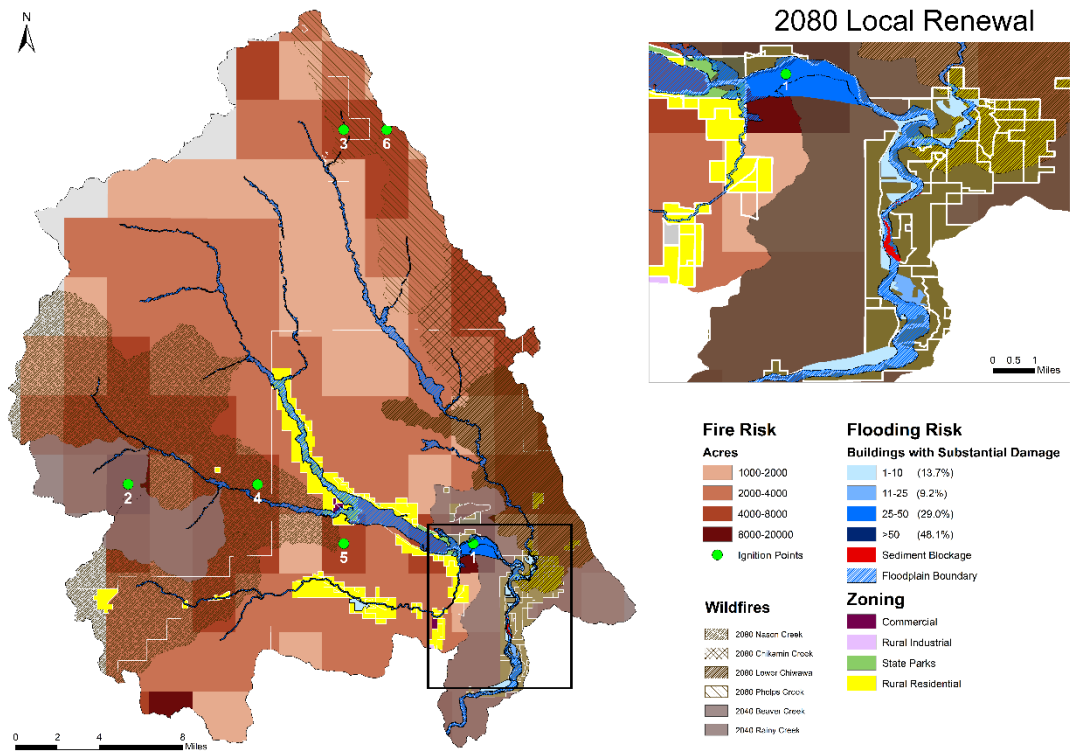 2080 Local Renewal
N
3
6
2
4
5
1
0 2 4 8
Miles
1
0 0.5 1
Miles
Fire Risk
Acres
1000-2000
2000-4000
4000-8000
8000-20000
Ignition Points
Flooding Risk
Buildings with Substantial Damage
1-10 (13.7%)
11-25 (9.2%)
25-50 (29.0%)
>50 (48.1%)
Sediment Blockage
Floodplain Boundary
Wildfires
2080 Nason Creek
2080 Chikamin Creek
2080 Lower Chiwawa
2080 Phelps Creek
2040 Beaver Creek
2040 Rainy Creek
Zoning
Commercial
Rural Industrial
State Parks
Rural Residential